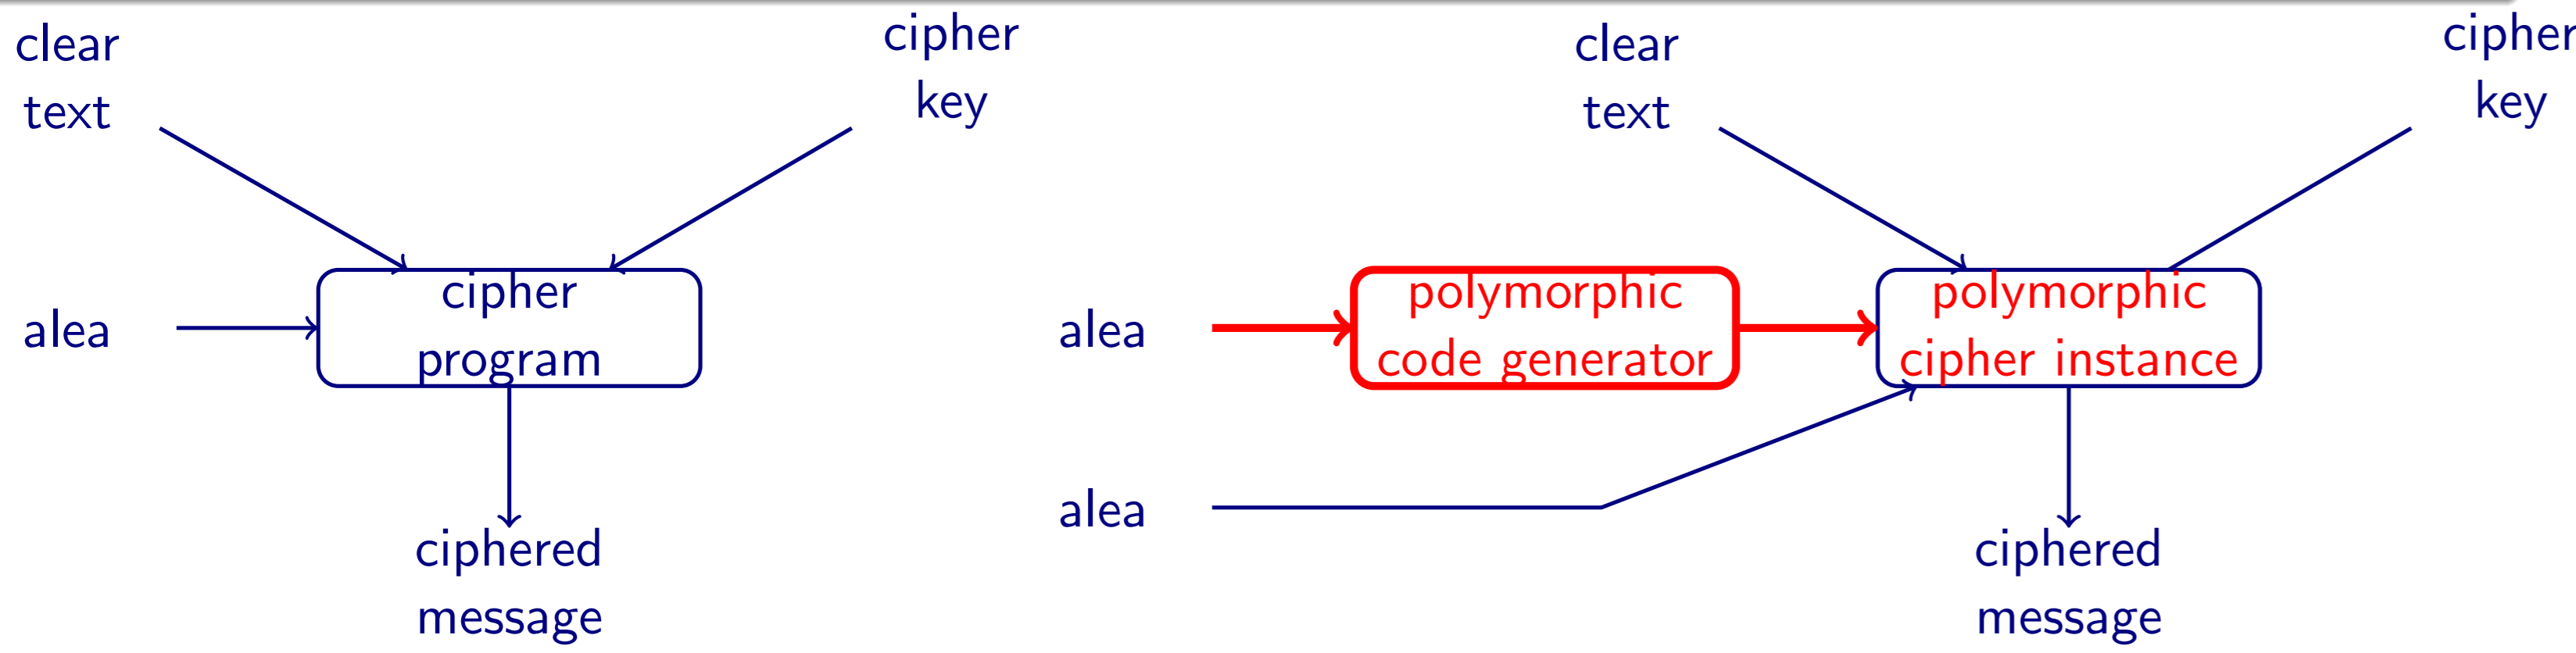 clear
text
cipher
key
alea
cipher
program
ciphered
message
clear
text
cipher
key
alea
polymorphic
code generator
polymorphic
cipher instance
alea
ciphered
message